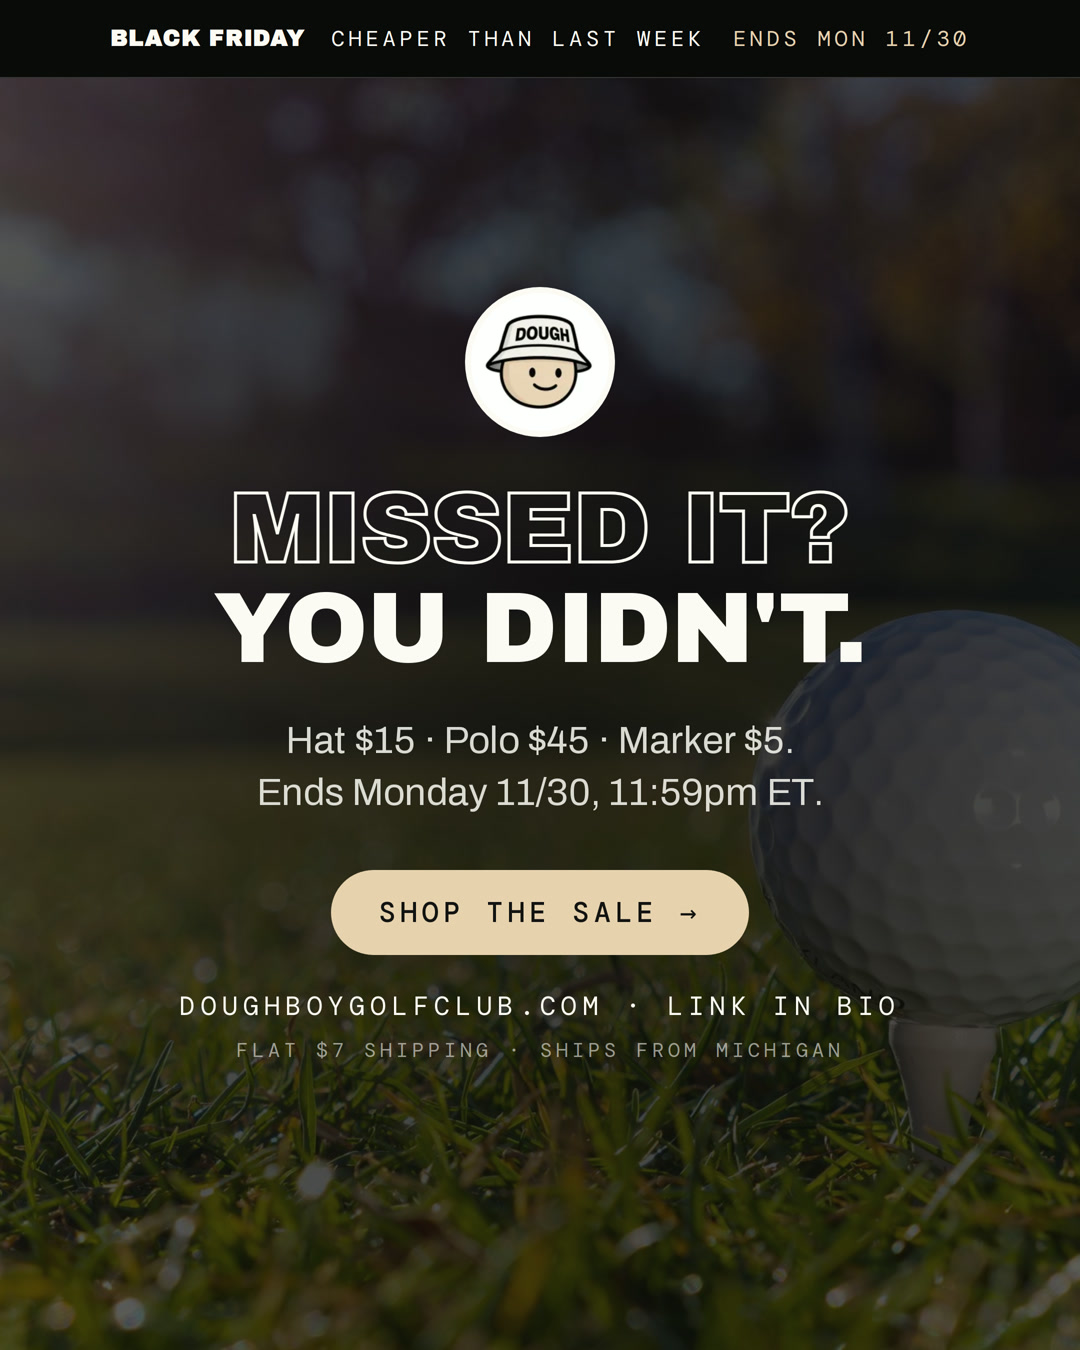 BLACK FRIDAY CHEAPER THAN LAST WEEK ENDS MON 11/30
DOUGH
MISSED IT?
YOU DIDN'T.
Hat $15 · Polo $45 · Marker $5.
Ends Monday 11/30, 11:59pm ET.
SHOP THE SALE →
DOUGHBOYGOLFCLUB.COM · LINK IN BIO
FLAT $7 SHIPPING · SHIPS FROM MICHIGAN